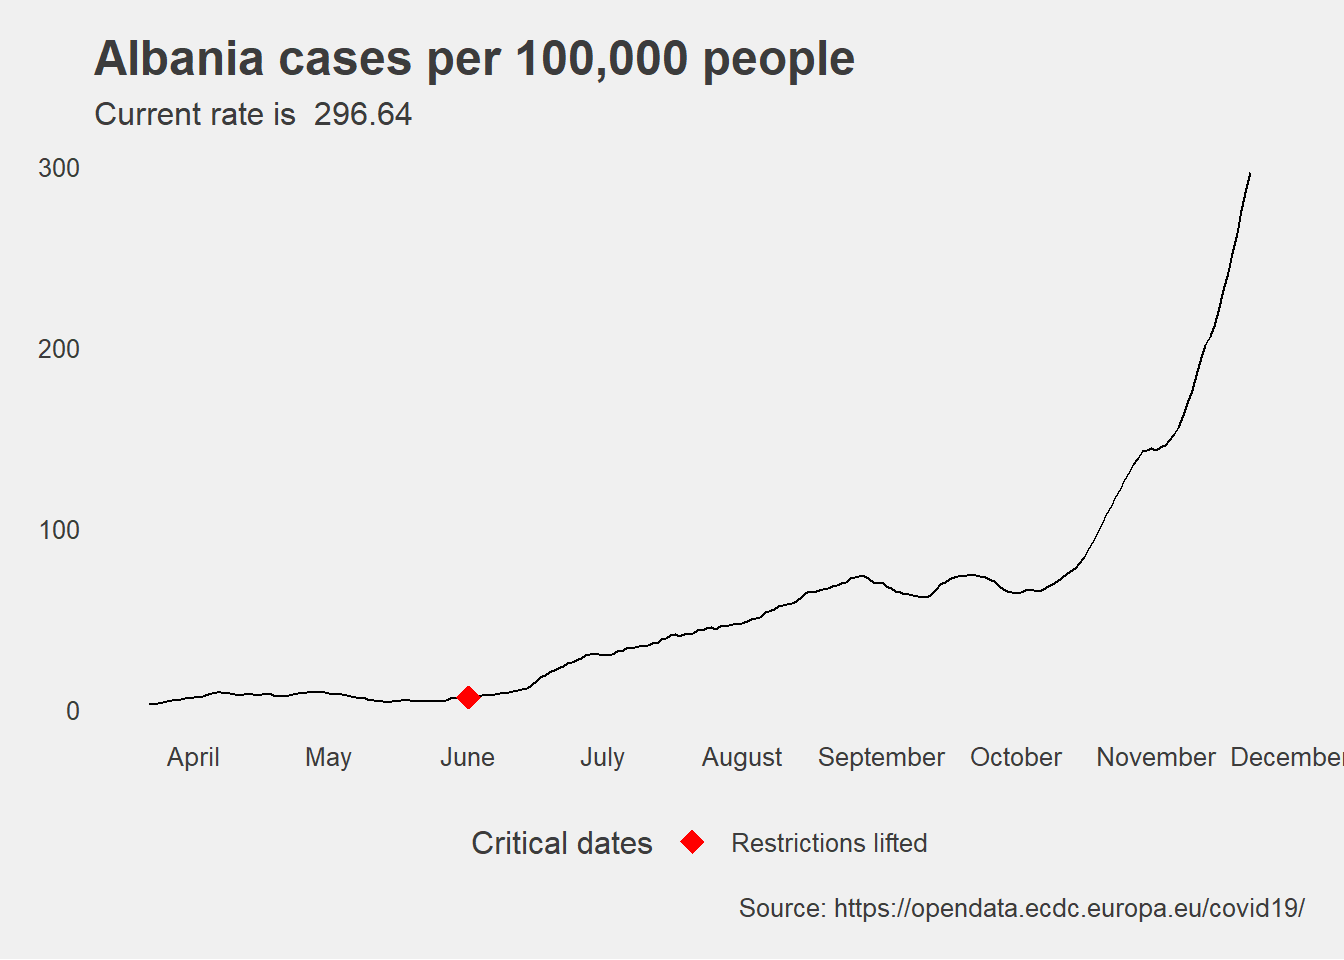 Albania cases per 100,000 people
Current rate is  296.64
300
200
100
0
April May June July August September October November December
Critical dates Restrictions lifted
Source: https://opendata.ecdc.europa.eu/covid19/